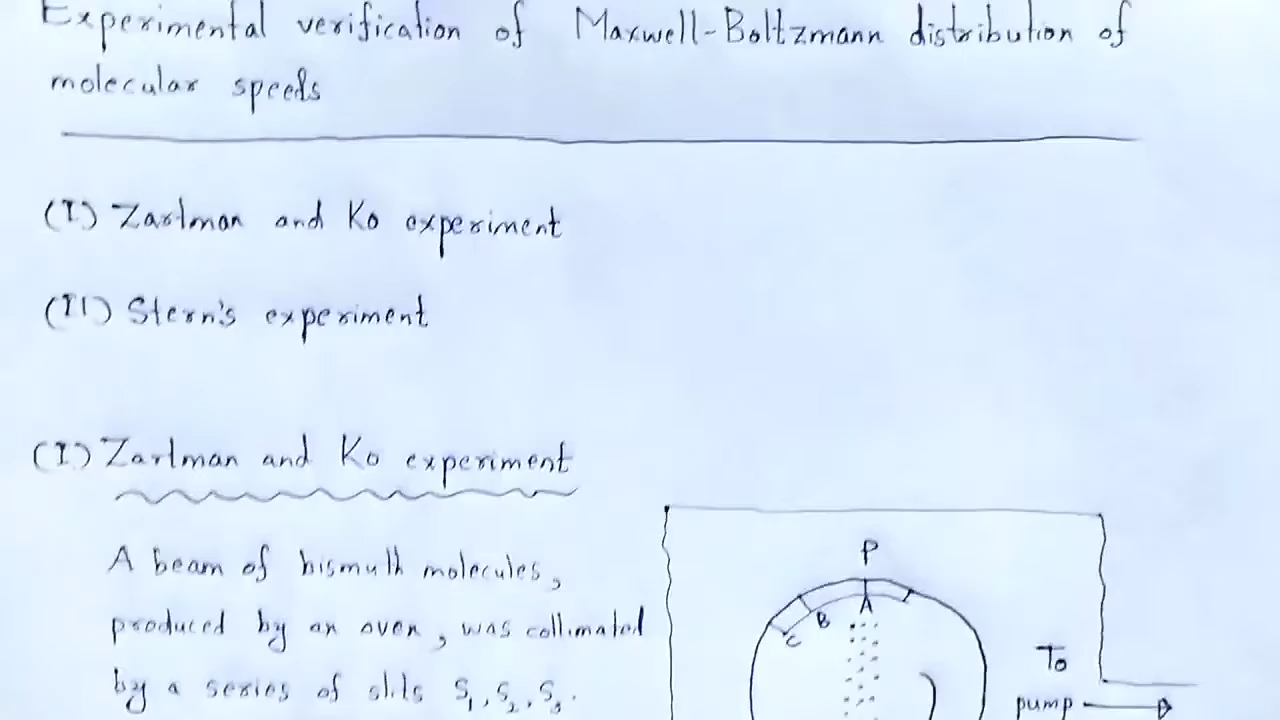 Experimental verification of Maxwell-Boltzmann distribution of
molecular speeds
(I) Zartman and Ko experiment
(II) Stern's experiment
(I) Zartman and Ko experiment
A beam of bismuth molecules,
produced by an oven, was collimated
by a series of slits S1, S2, S3.
P
A
B
C
To
pump